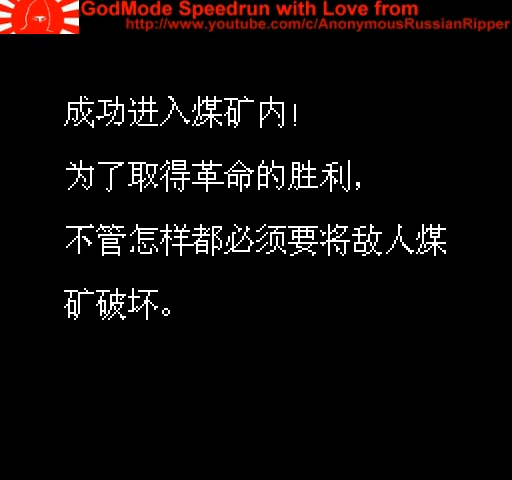 GodMode Speedrun with Love from
http://www.youtube.com/c/AnonymousRussianRipper
成功进入煤矿内!
为了取得革命的胜利,
不管怎样都必须要将敌人煤
矿破坏。